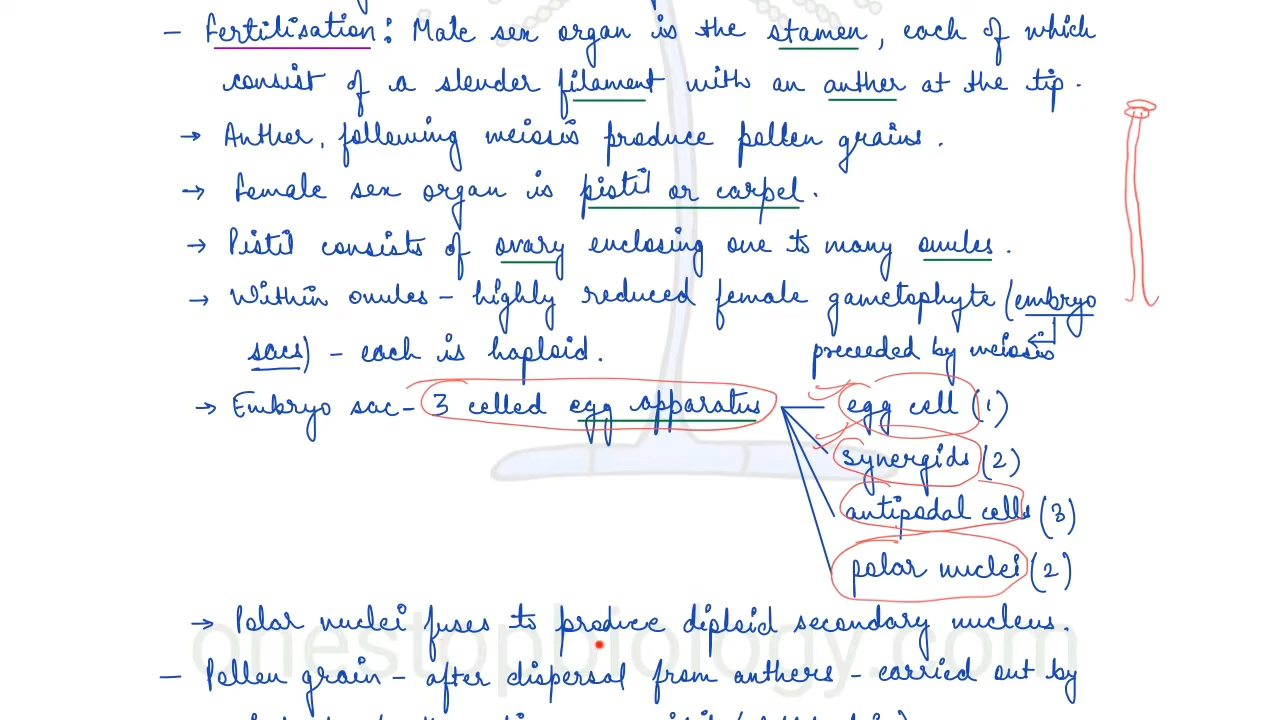 - Fertilisation: Male sex organ is the stamen, each of which
consist of a slender filament with an anther at the tip.
→ Anther, following meiosis produce pollen grains.
→ Female sex organ is pistil or carpel.
→ Pistil consists of ovary enclosing one to many ovules.
→ Within ovules - highly reduced female gametophyte (embryo
sacs) - each is haploid. preceeded by meiosis
→ Embryo sac - 3 celled egg apparatus egg cell (1)
synergids (2)
antipodal cells (3)
polar nuclei (2)
→ Polar nuclei fuses to produce diploid secondary nucleus.
onestopbiology.com
- Pollen grain - after dispersal from anthers - carried out by